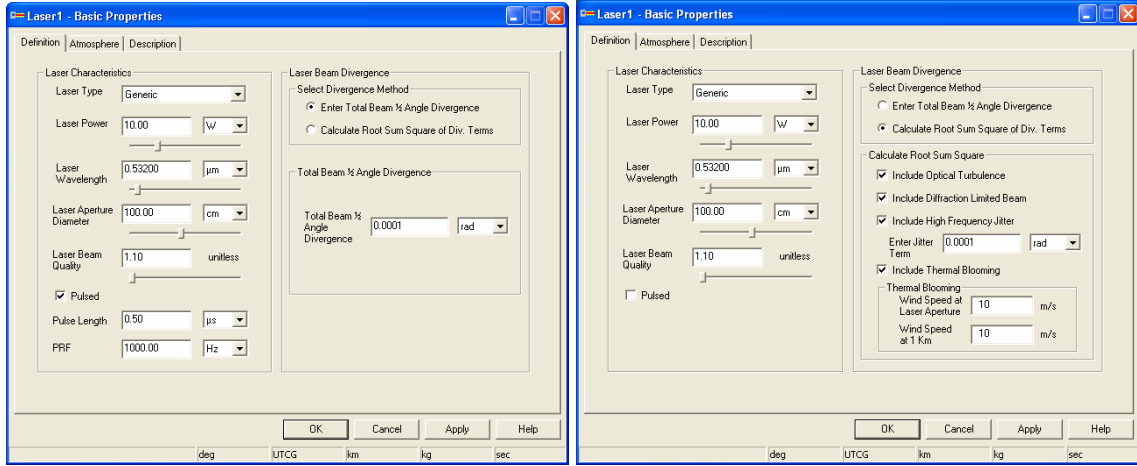 Laser1 - Basic Properties
Definition Atmosphere Description
Laser Characteristics
Laser Type Generic
Laser Power 10.00 W
Laser
Wavelength 0.53200 µm
Laser Aperture
Diameter 100.00 cm
Laser Beam
Quality 1.10 unitless
Pulsed
Pulse Length 0.50 µs
PRF 1000.00 Hz
Laser Beam Divergence
Select Divergence Method
Enter Total Beam ½ Angle Divergence
Calculate Root Sum Square of Div. Terms
Total Beam ½ Angle Divergence
Total Beam ½
Angle
Divergence 0.0001 rad
OK Cancel Apply Help
deg UTCG km kg sec
Laser1 - Basic Properties
Definition Atmosphere Description
Laser Characteristics
Laser Type Generic
Laser Power 10.00 W
Laser
Wavelength 0.53200 µm
Laser Aperture
Diameter 100.00 cm
Laser Beam
Quality 1.10 unitless
Pulsed
Laser Beam Divergence
Select Divergence Method
Enter Total Beam ½ Angle Divergence
Calculate Root Sum Square of Div. Terms
Calculate Root Sum Square
Include Optical Turbulence
Include Diffraction Limited Beam
Include High Frequency Jitter
Enter Jitter
Term 0.0001 rad
Include Thermal Blooming
Thermal Blooming
Wind Speed at
Laser Aperture 10 m/s
Wind Speed
at 1 Km 10 m/s
OK Cancel Apply Help
deg UTCG km kg sec